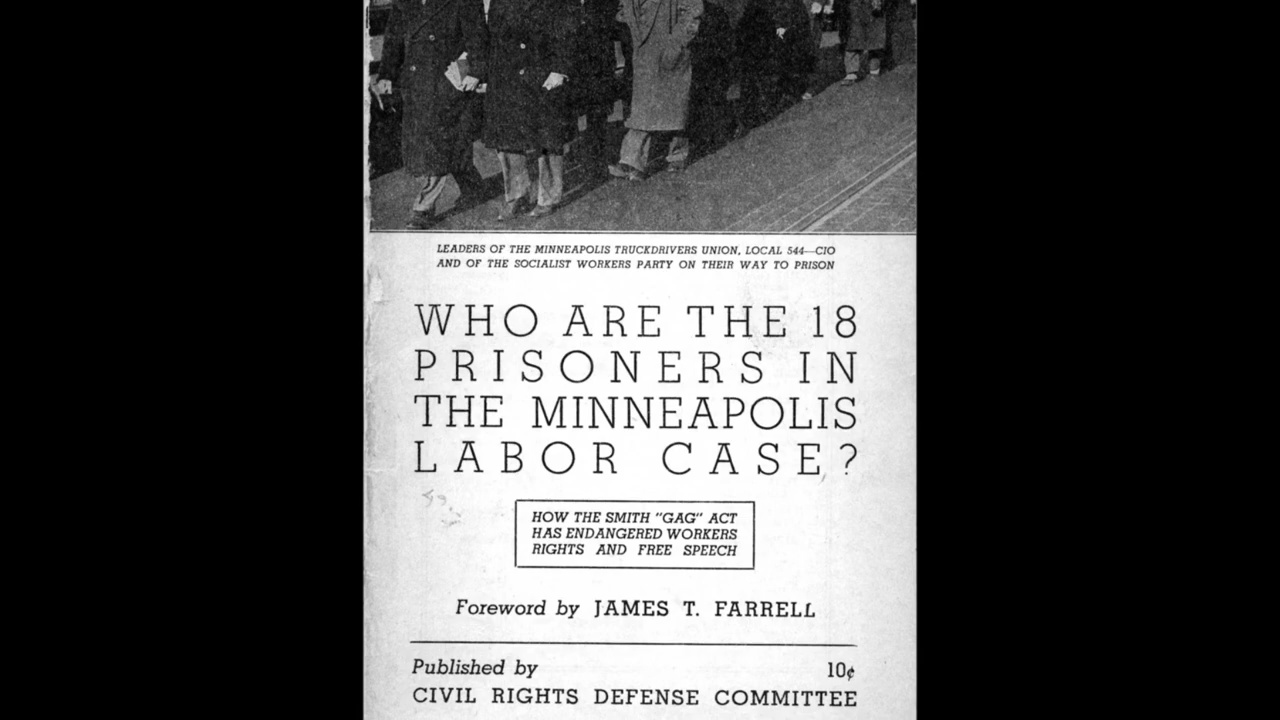 LEADERS OF THE MINNEAPOLIS TRUCKDRIVERS UNION, LOCAL 544—CIO
AND OF THE SOCIALIST WORKERS PARTY ON THEIR WAY TO PRISON
WHO ARE THE 18
PRISONERS IN
THE MINNEAPOLIS
LABOR CASE?
HOW THE SMITH "GAG" ACT
HAS ENDANGERED WORKERS
RIGHTS AND FREE SPEECH
Foreword by JAMES T. FARRELL
Published by 10¢
CIVIL RIGHTS DEFENSE COMMITTEE